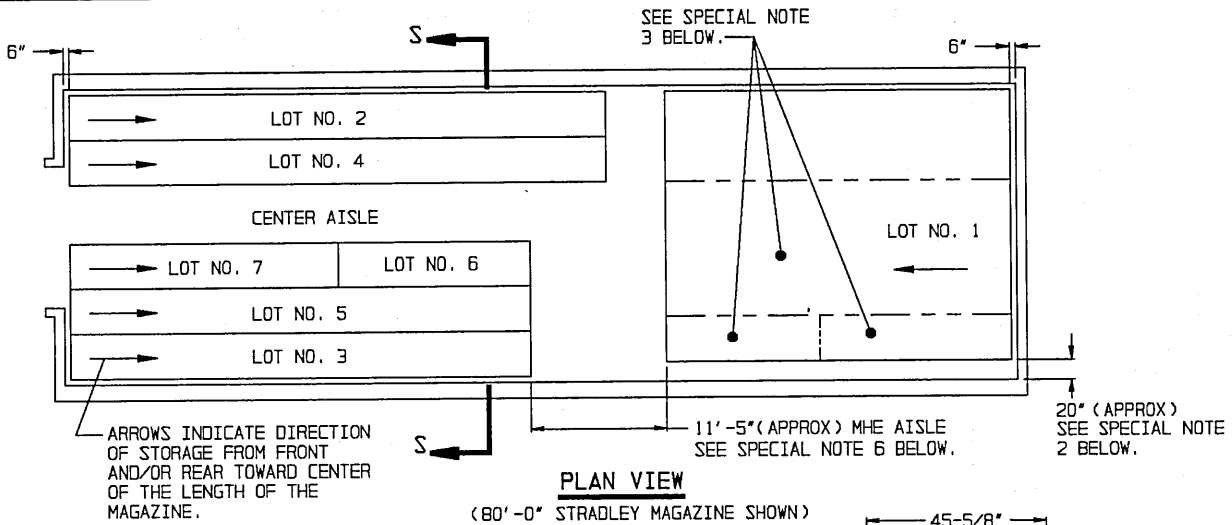 SEE SPECIAL NOTE
3 BELOW.
6"
S
6"
LOT NO. 2
LOT NO. 4
CENTER AISLE
LOT NO. 1
LOT NO. 7
LOT NO. 6
LOT NO. 5
LOT NO. 3
ARROWS INDICATE DIRECTION
OF STORAGE FROM FRONT
AND/OR REAR TOWARD CENTER
OF THE LENGTH OF THE
MAGAZINE.
S
11'-5"(APPROX) MHE AISLE
SEE SPECIAL NOTE 6 BELOW.
20" (APPROX)
SEE SPECIAL NOTE
2 BELOW.
PLAN VIEW
(80'-0" STRADLEY MAGAZINE SHOWN)
45-5/8"